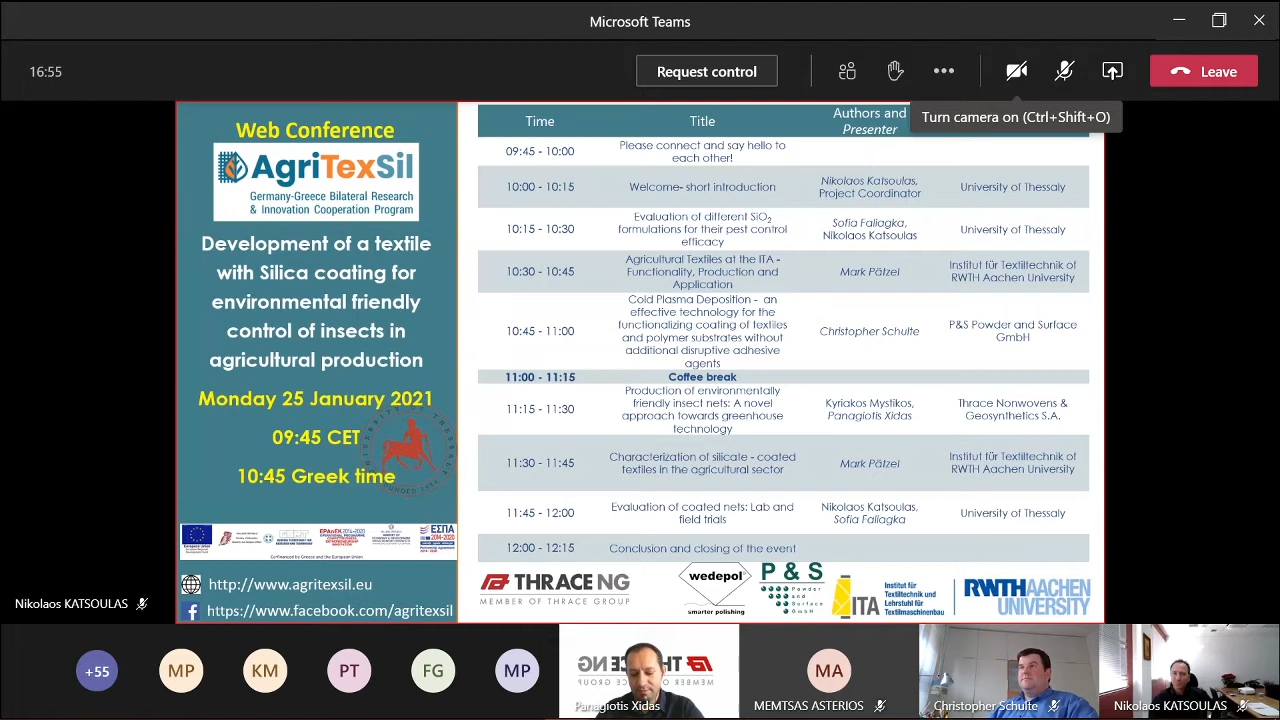 Microsoft Teams
16:55
Request control
Leave
Turn camera on (Ctrl+Shift+O)
Web Conference
AgriTexSil
Germany-Greece Bilateral Research
& Innovation Cooperation Program
Development of a textile
with Silica coating for
environmental friendly
control of insects in
agricultural production
Monday 25 January 2021
09:45 CET
10:45 Greek time
http://www.agritexsil.eu
https://www.facebook.com/agritexsil
Time
Title
Authors and
Presenter
09:45 - 10:00
Please connect and say hello to
each other!
10:00 - 10:15
Welcome- short introduction
Nikolaos Katsoulas,
Project Coordinator
University of Thessaly
10:15 - 10:30
Evaluation of different SiO2
formulations for their pest control
efficacy
Sofia Faliagka,
Nikolaos Katsoulas
University of Thessaly
10:30 - 10:45
Agricultural Textiles at the ITA -
Functionality, Production and
Application
Mark Pätzel
Institut für Textiltechnik of
RWTH Aachen University
10:45 - 11:00
Cold Plasma Deposition - an
effective technology for the
functionalizing coating of textiles
and polymer substrates without
additional disruptive adhesive
agents
Christopher Schulte
P&S Powder and Surface
GmbH
11:00 - 11:15
Coffee break
11:15 - 11:30
Production of environmentally
friendly insect nets: A novel
approach towards greenhouse
technology
Kyriakos Mystikos,
Panagiotis Xidas
Thrace Nonwovens &
Geosynthetics S.A.
11:30 - 11:45
Characterization of silicate - coated
textiles in the agricultural sector
Mark Pätzel
Institut für Textiltechnik of
RWTH Aachen University
11:45 - 12:00
Evaluation of coated nets: Lab and
field trials
Nikolaos Katsoulas,
Sofia Faliagka
University of Thessaly
12:00 - 12:15
Conclusion and closing of the event
THRACE NG
MEMBER OF THRACE GROUP
wedepol
smarter polishing
P & S
Powder
and
Surface
GmbH
ITA
Institut für
Textiltechnik und
Lehrstuhl für
Textilmaschinenbau
RWTH AACHEN
UNIVERSITY
Nikolaos KATSOULAS
+55
MP
KM
PT
FG
MP
Panagiotis Xidas
MA
MEMTSAS ASTERIOS
Christopher Schulte
Nikolaos KATSOULAS